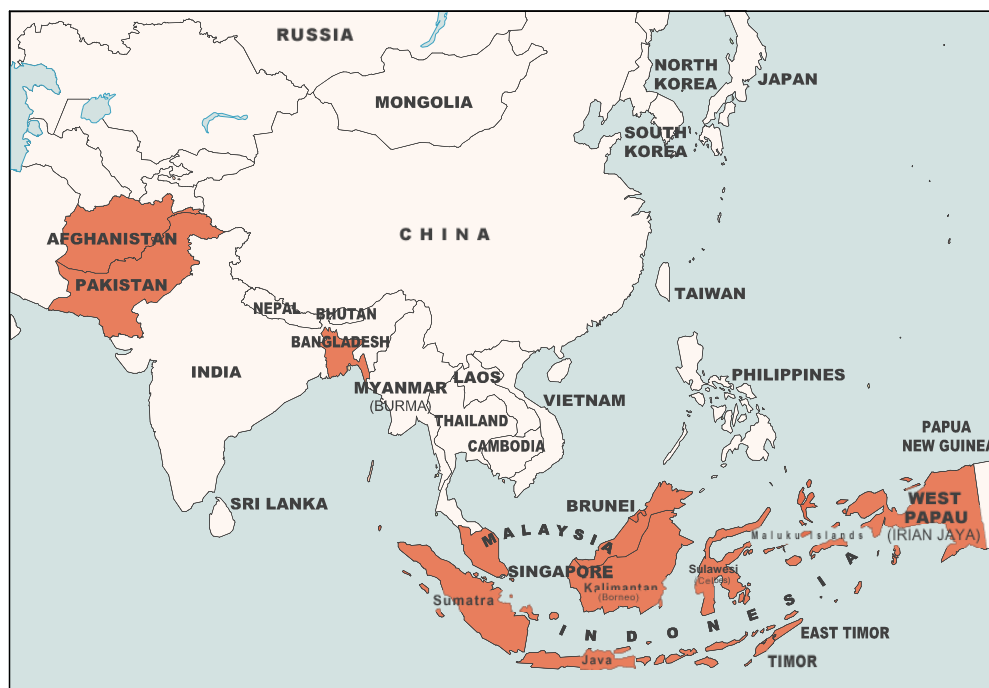 RUSSIA
NORTH
KOREA
JAPAN
MONGOLIA
SOUTH
KOREA
CHINA
AFGHANISTAN
PAKISTAN
TAIWAN
NEPAL
BHUTAN
BANGLADESH
INDIA
MYANMAR
(BURMA)
LAOS
PHILIPPINES
VIETNAM
THAILAND
CAMBODIA
PAPUA
NEW GUINEA
SRI LANKA
BRUNEI
WEST
PAPAU
(IRIAN JAYA)
MALAYSIA
Maluku Islands
SINGAPORE
Sulawesi
(Celbes)
Kalimantan
(Borneo)
Sumatra
INDONESIA
EAST TIMOR
Java
TIMOR